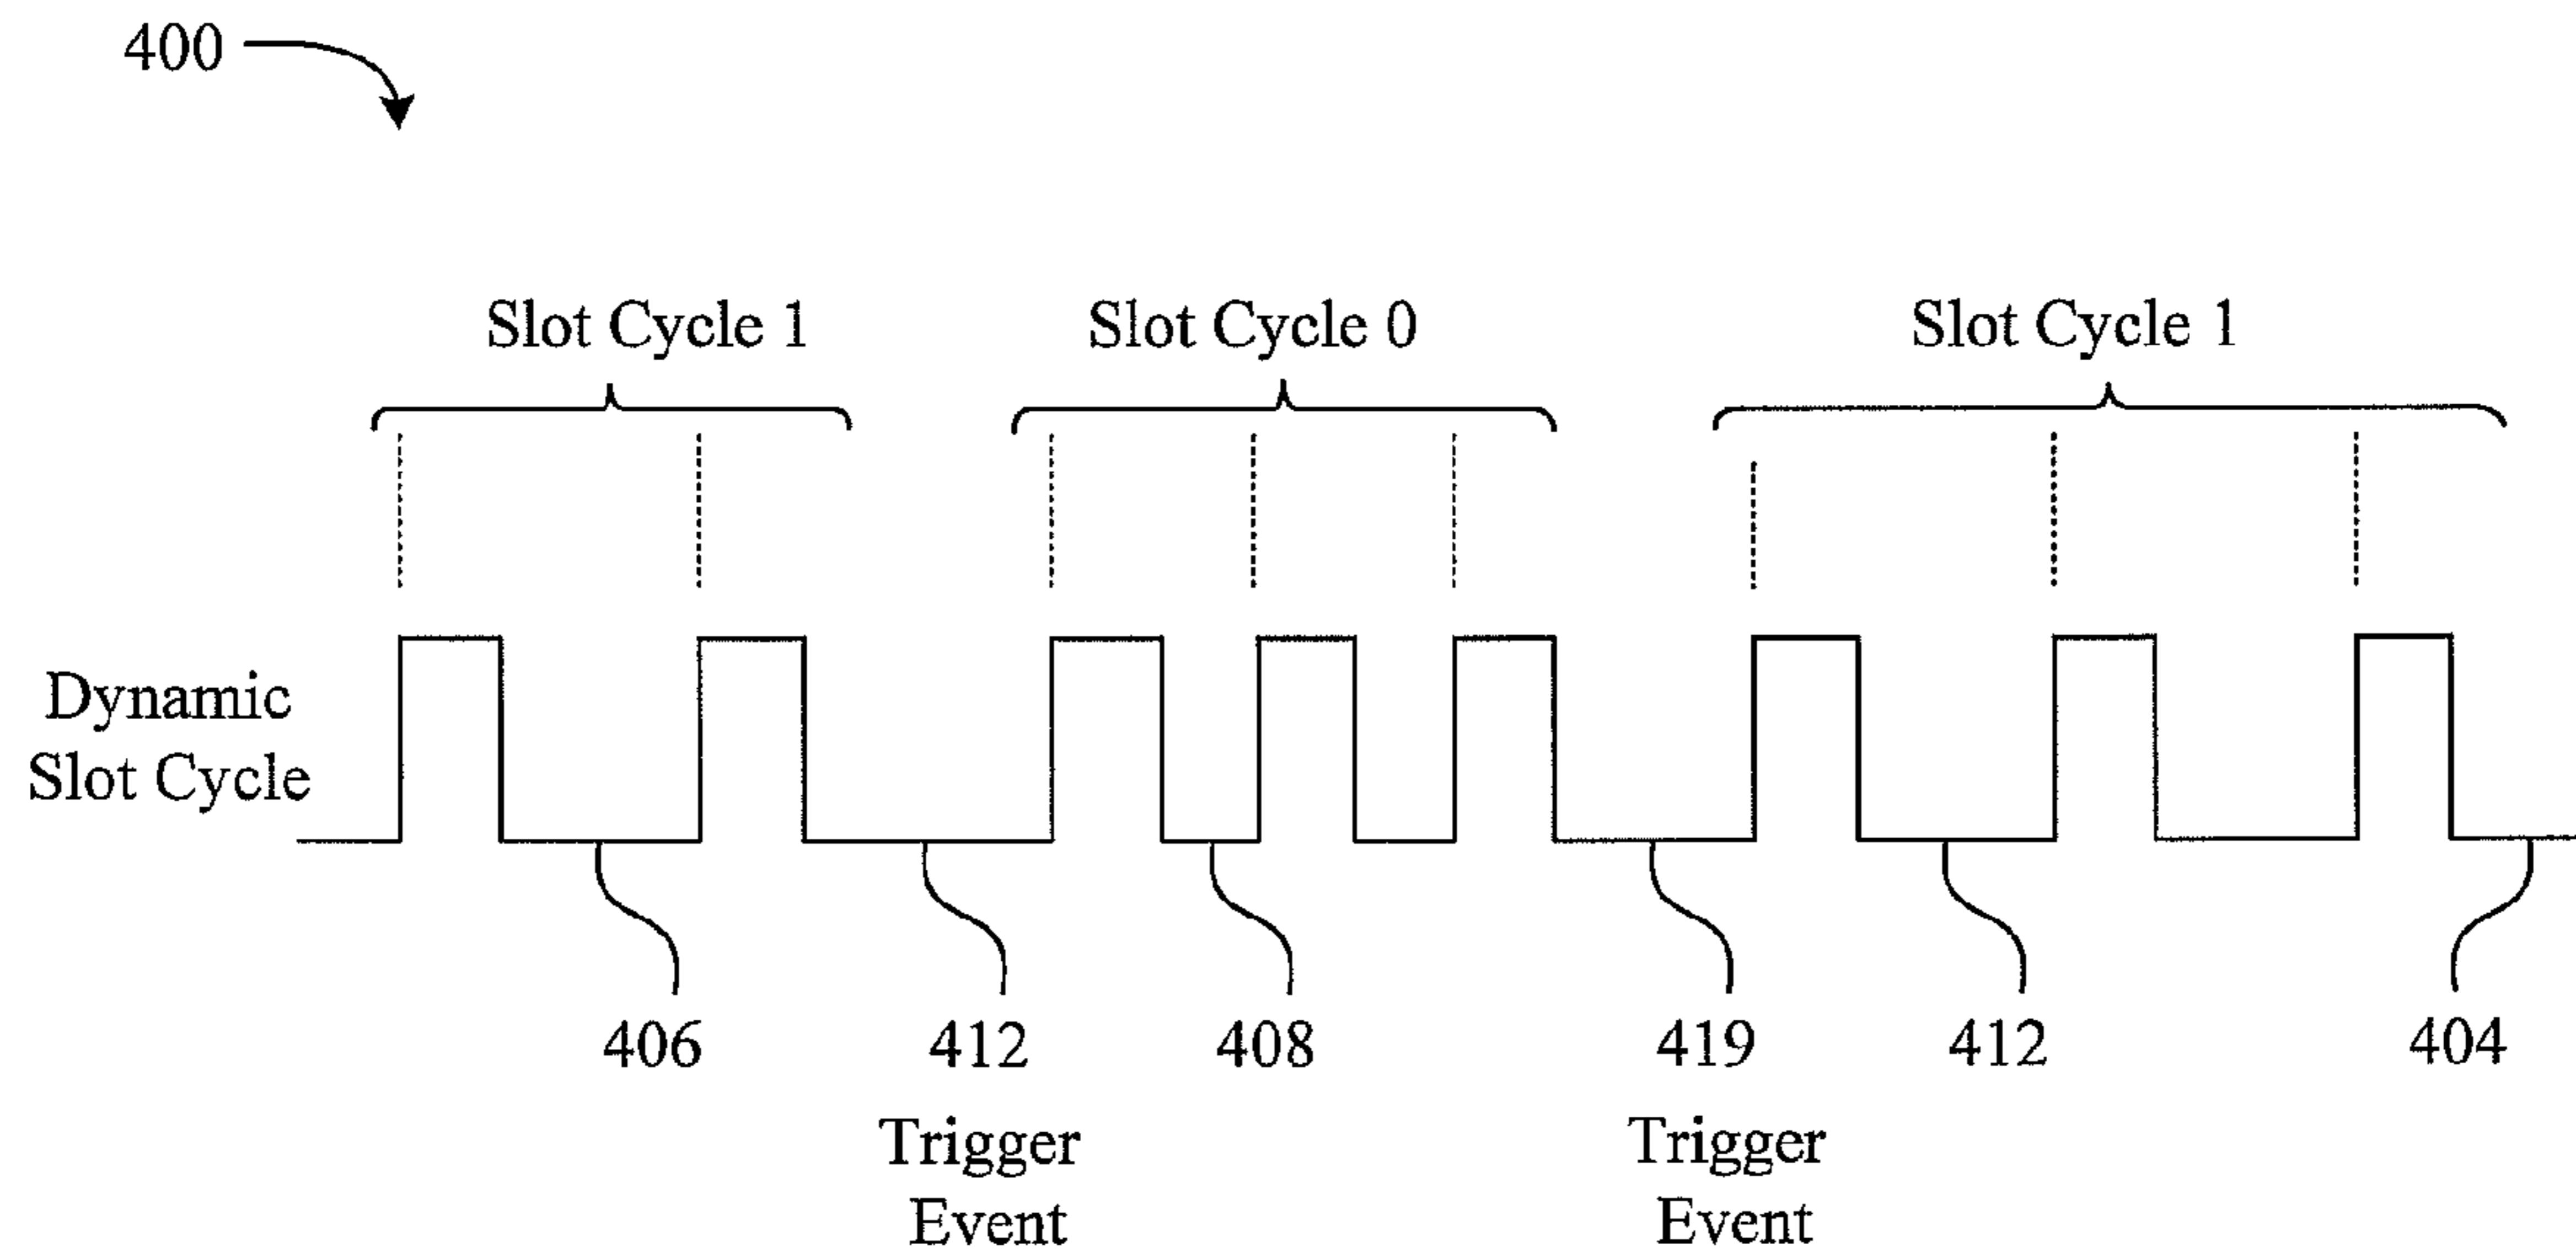 400
Slot Cycle 1
Slot Cycle 0
Slot Cycle 1
Dynamic
Slot Cycle
406
412
408
419
412
404
Trigger
Event
Trigger
Event